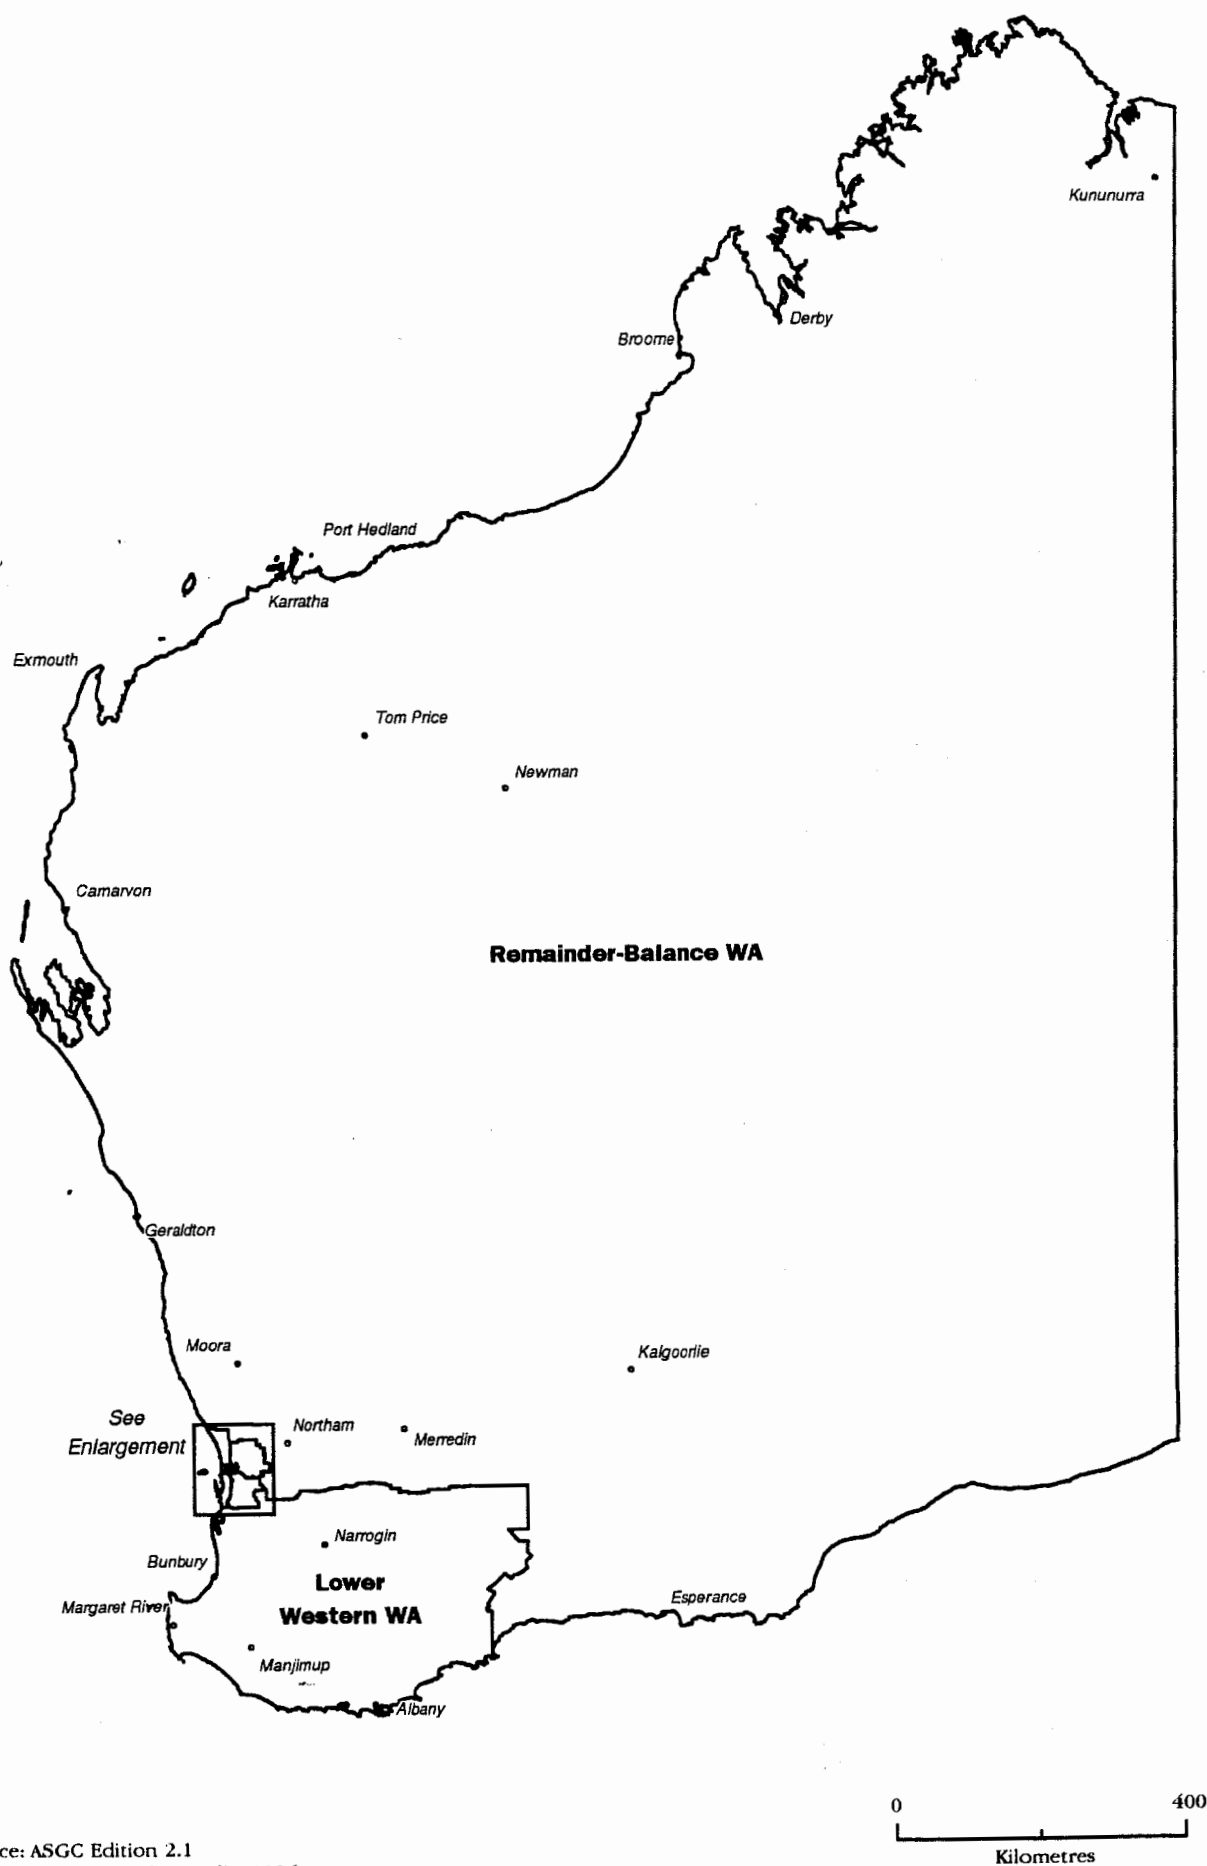 Kununurra
Derby
Broome
Port Hedland
Karratha
Exmouth
Tom Price
Newman
Carnarvon
Remainder-Balance WA
Geraldton
Moora
Kalgoorlie
See
Enlargement
Northam
Merredin
Narrogin
Bunbury
Lower
Western WA
Margaret River
Esperance
Manjimup
Albany
0 400
Kilometres
ce: ASGC Edition 2.1